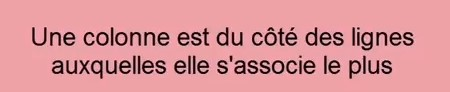 Une colonne est du côté des lignes
auxquelles elle s'associe le plus